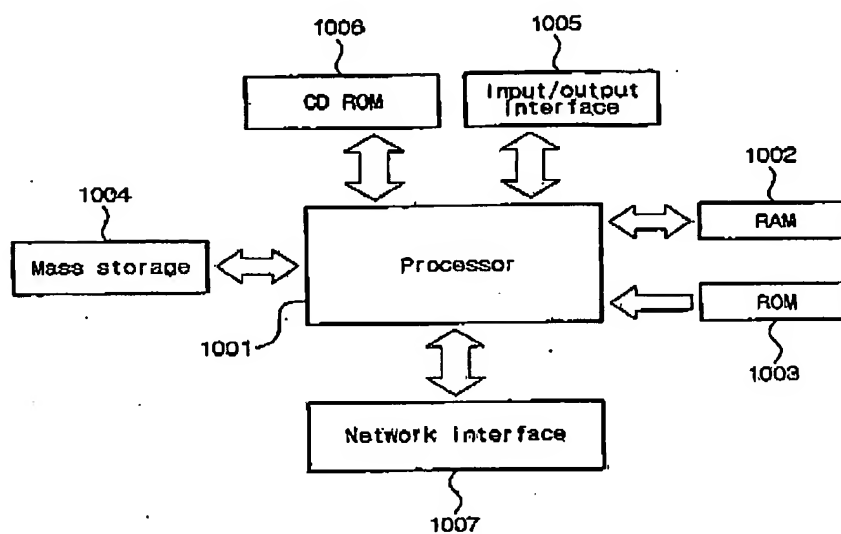 1006
1005
CD ROM
Input/output
interface
1002
1004
RAM
Mass storage
Processor
ROM
1001
1003
Network interface
1007